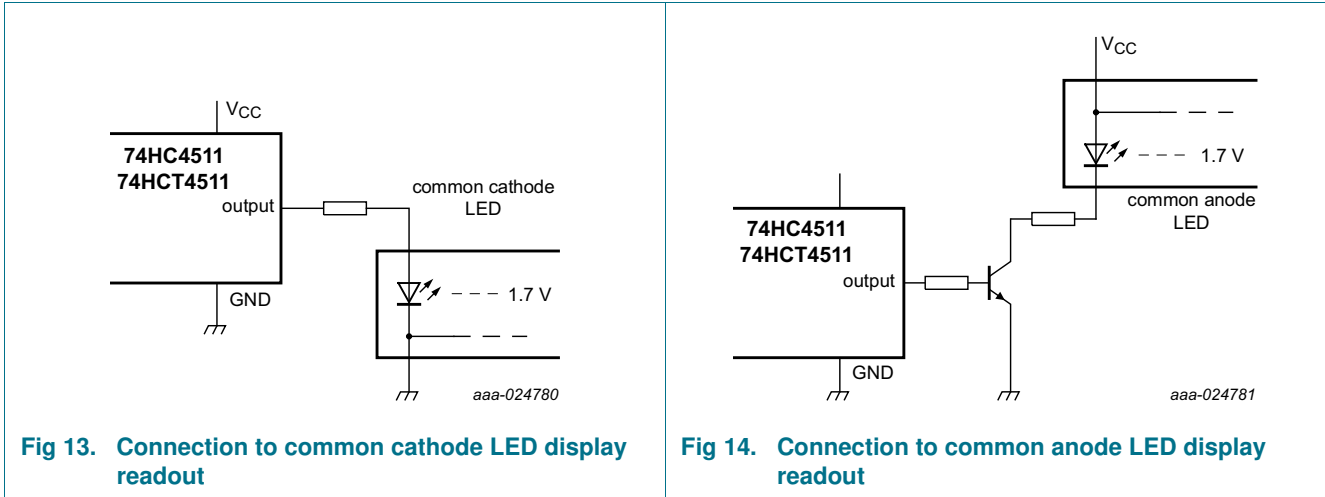 VCC
74HC4511
74HCT4511
output
common cathode
LED
1.7 V
GND
aaa-024780
Fig 13. Connection to common cathode LED display
readout
VCC
1.7 V
common anode
LED
74HC4511
74HCT4511
output
GND
aaa-024781
Fig 14. Connection to common anode LED display
readout